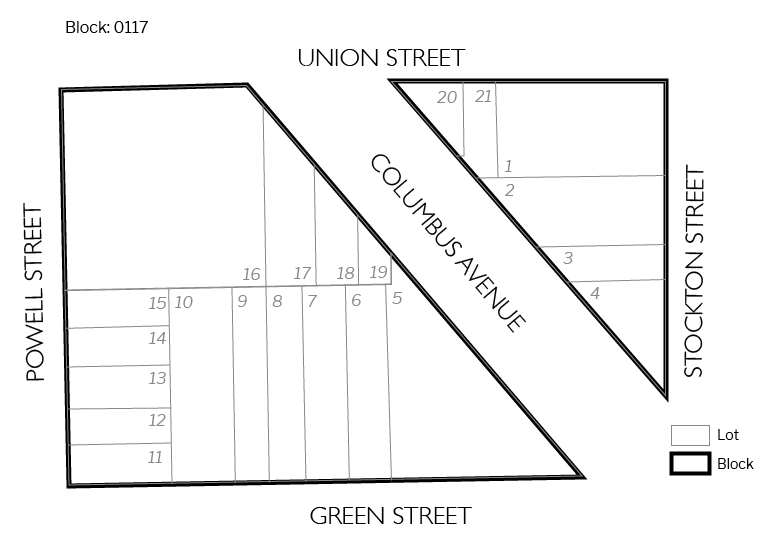 Block: 0117
UNION STREET
20 21
1
2
COLUMBUS AVENUE
STOCKTON STREET
POWELL STREET
3
16 17 18 19
4
15 10 9 8 7 6 5
14
13
12
11
Lot
Block
GREEN STREET